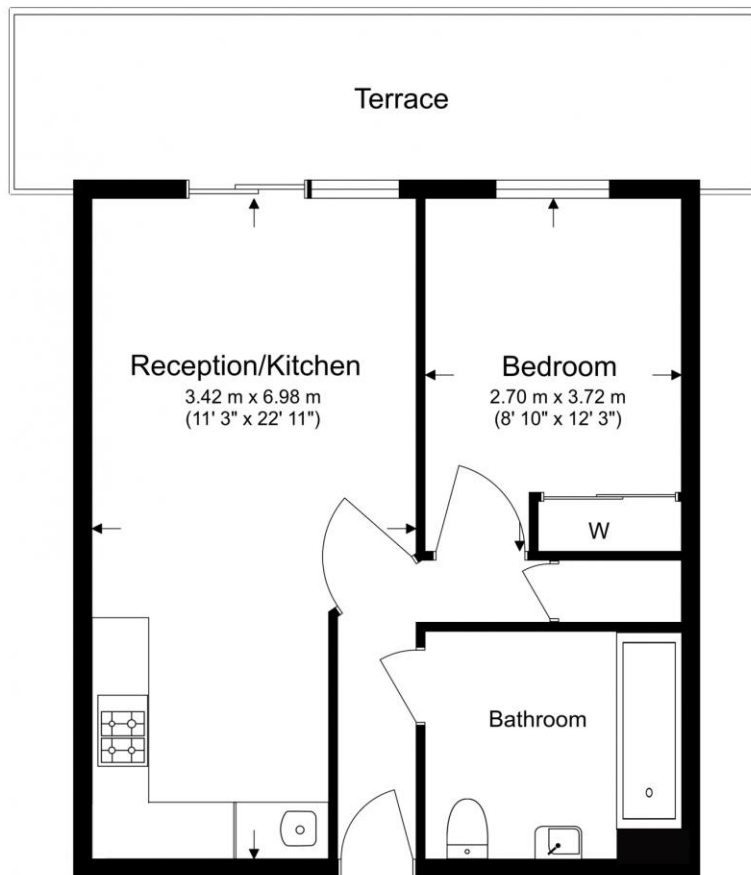 Terrace
Reception/Kitchen
3.42 m x 6.98 m
(11' 3" x 22' 11")
Bedroom
2.70 m x 3.72 m
(8' 10" x 12' 3")
W
Bathroom